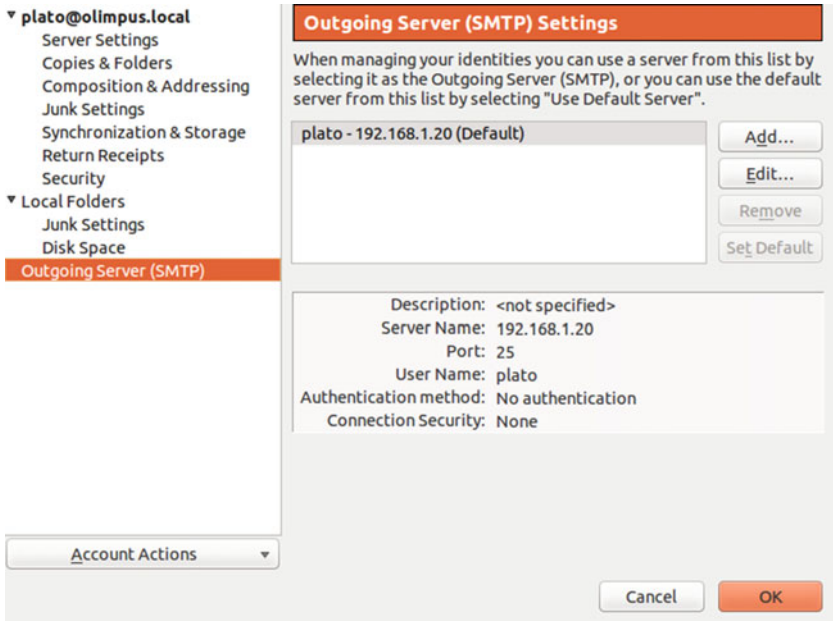 plato@olimpus.local
Server Settings
Copies & Folders
Composition & Addressing
Junk Settings
Synchronization & Storage
Return Receipts
Security
Local Folders
Junk Settings
Disk Space
Outgoing Server (SMTP)
Account Actions
Outgoing Server (SMTP) Settings
When managing your identities you can use a server from this list by
selecting it as the Outgoing Server (SMTP), or you can use the default
server from this list by selecting "Use Default Server".
plato - 192.168.1.20 (Default)
Add...
Edit...
Remove
Set Default
Description: <not specified>
Server Name: 192.168.1.20
Port: 25
User Name: plato
Authentication method: No authentication
Connection Security: None
Cancel
OK